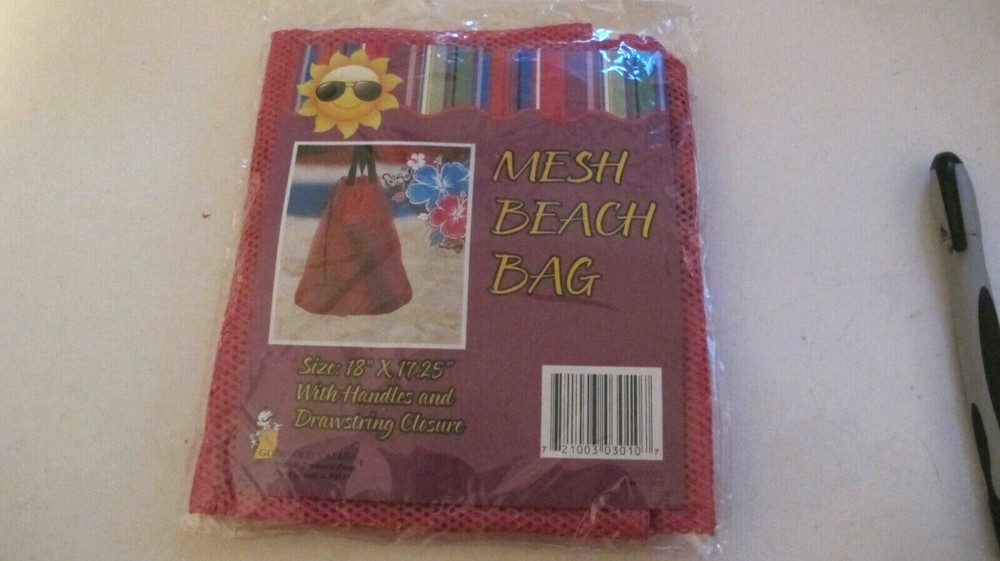 MESH
BEACH
BAG
Size: 18" X 17.25"
With Handles and
Drawstring Closure
7 21003 03010 7